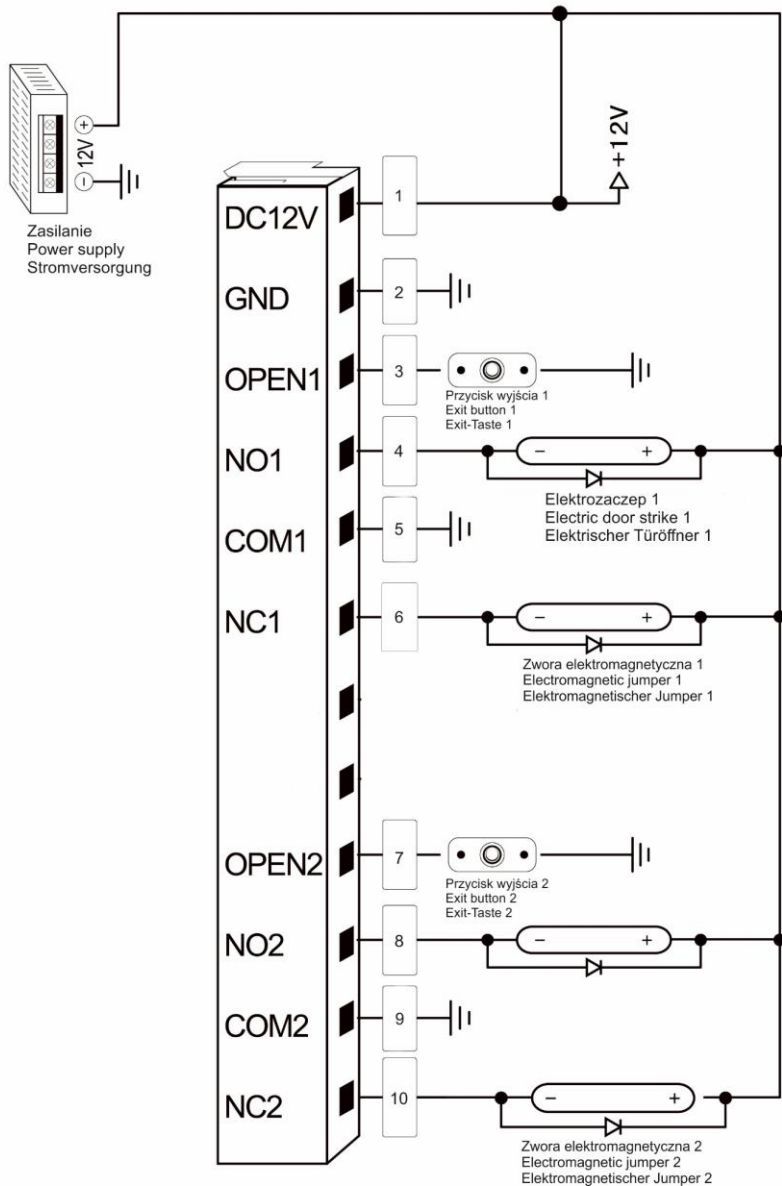 +12V
+
12V
−
Zasilanie
Power supply
Stromversorgung
DC12V
1
GND
2
OPEN1
3
Przycisk wyjścia 1
Exit button 1
Exit-Taste 1
NO1
4
− +
Elektrozaczep 1
Electric door strike 1
Elektrischer Türöffner 1
COM1
5
NC1
6
− +
Zwora elektromagnetyczna 1
Electromagnetic jumper 1
Elektromagnetischer Jumper 1
OPEN2
7
Przycisk wyjścia 2
Exit button 2
Exit-Taste 2
NO2
8
− +
COM2
9
NC2
10
− +
Zwora elektromagnetyczna 2
Electromagnetic jumper 2
Elektromagnetischer Jumper 2